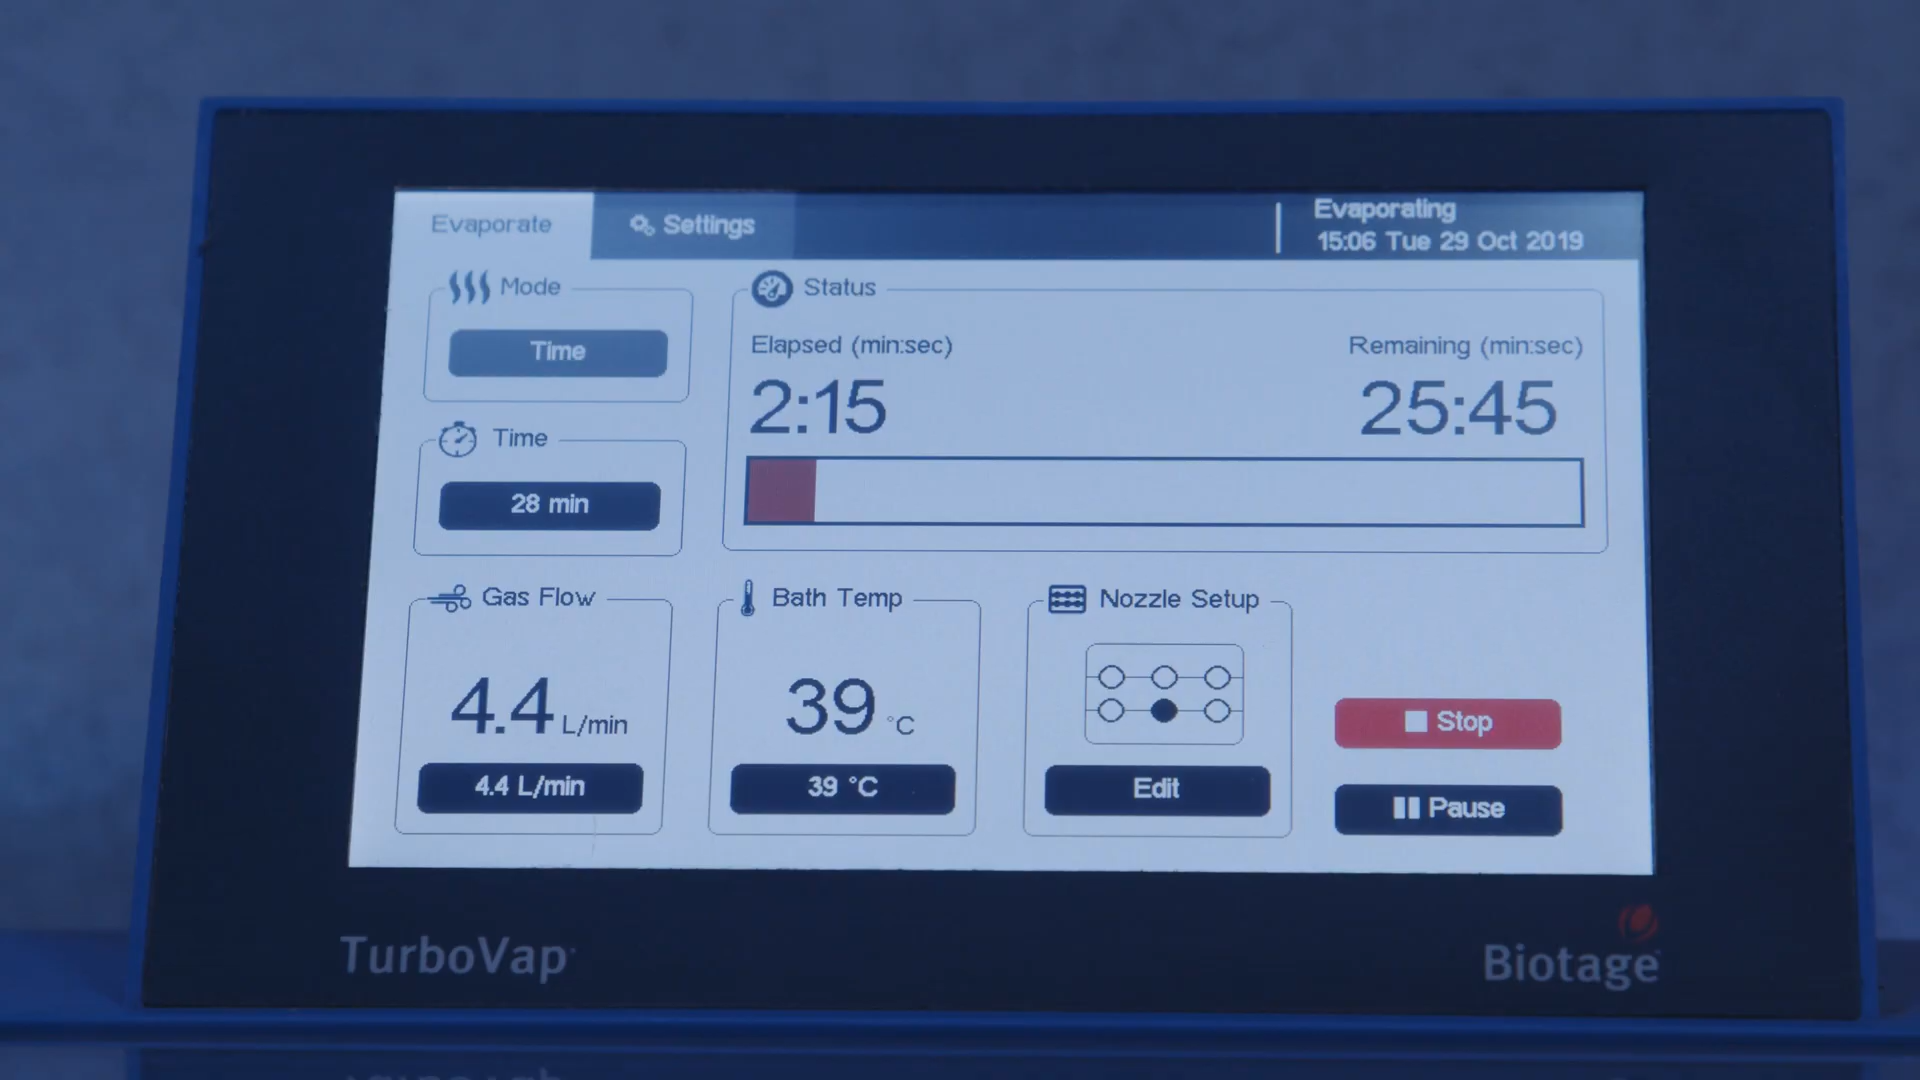 Evaporate
Settings
Evaporating
15:06 Tue 29 Oct 2019
Mode
Time
Status
Elapsed (min:sec)
Remaining (min:sec)
2:15
25:45
Time
28 min
Gas Flow
4.4 L/min
4.4 L/min
Bath Temp
39 °C
39 °C
Nozzle Setup
Edit
Stop
Pause
TurboVap
Biotage